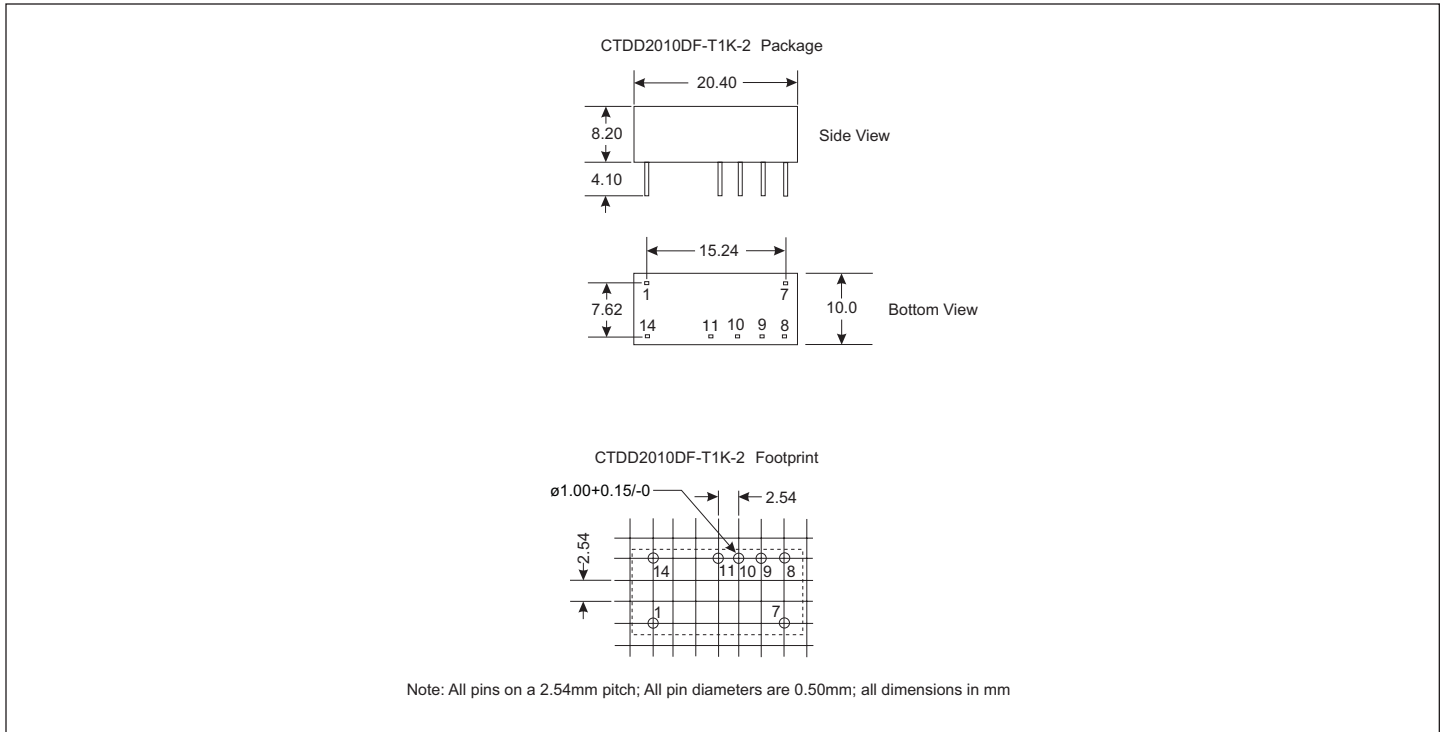 CTDD2010DF-T1K-2 Package
20.40
8.20
Side View
4.10
15.24
1
7
7.62
10.0
Bottom View
14 11 10 9 8
CTDD2010DF-T1K-2 Footprint
ø1.00+0.15/-0
2.54
2.54
14 11 10 9 8
1 7
Note: All pins on a 2.54mm pitch; All pin diameters are 0.50mm; all dimensions in mm